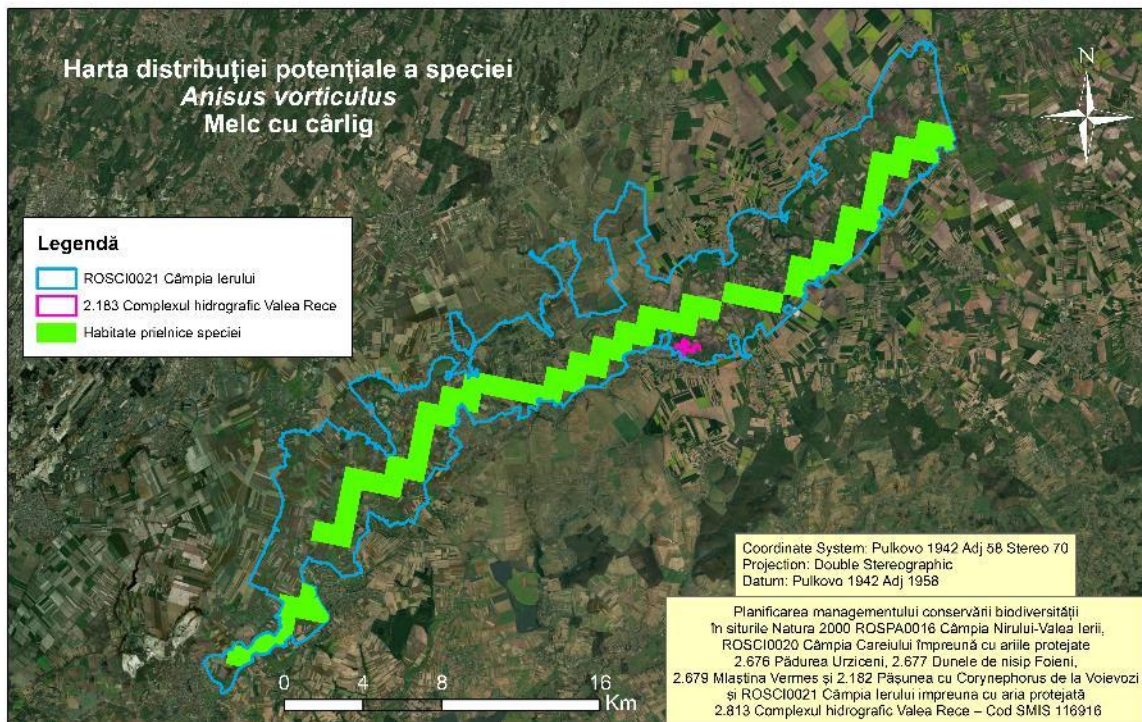 Harta distribuției potențiale a speciei
Anisus vorticulus
Melc cu cârlig
N
Legendă
ROSCI0021 Câmpia Ierului
2.183 Complexul hidrografic Valea Rece
Habitate prielnice speciei
Coordinate System: Pulkovo 1942 Adj 58 Stereo 70
Projection: Double Stereographic
Datum: Pulkovo 1942 Adj 1958
Planificarea managementului conservării biodiversității
în siturile Natura 2000 ROSPA0016 Câmpia Nirului-Valea Ierii,
ROSCI0020 Câmpia Careiului împreună cu ariile protejate
2.676 Pădurea Urziceni, 2.677 Dunele de nisip Foieni,
2.679 Mlaștina Vermes și 2.182 Pășunea cu Corynephorus de la Voievozi
și ROSCI0021 Câmpia Ierului impreuna cu aria protejată
2.813 Complexul hidrografic Valea Rece – Cod SMIS 116916
0 4 8 16
Km